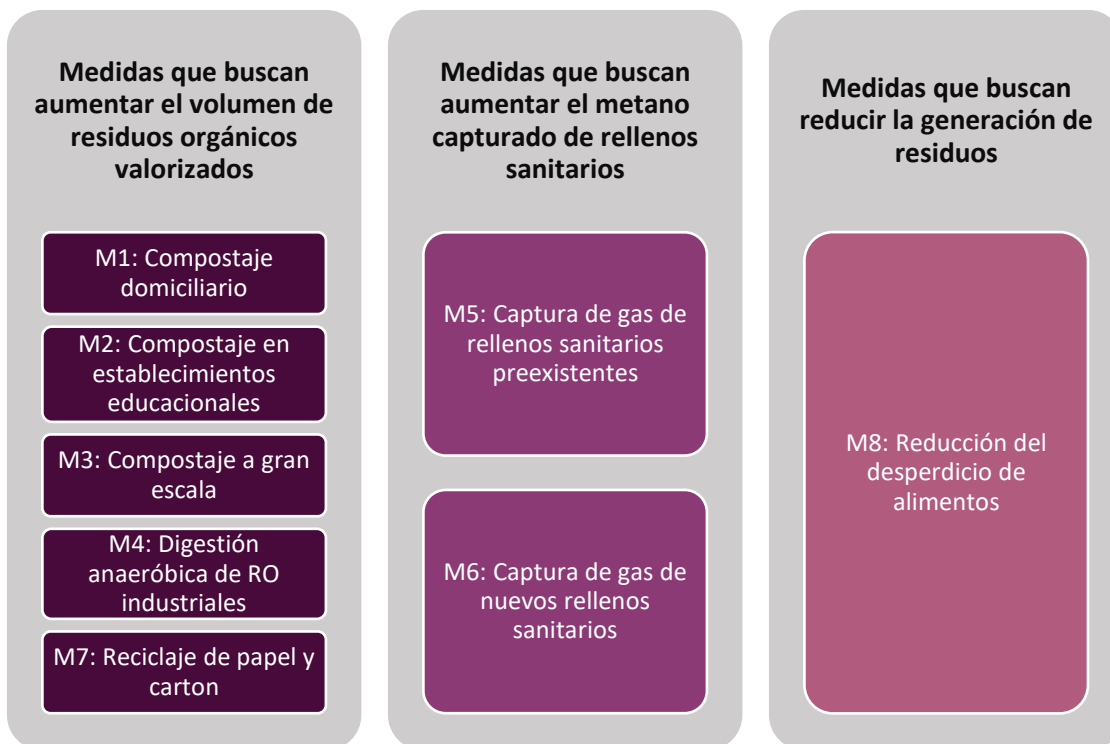 Medidas que buscan
aumentar el volumen de
residuos orgánicos
valorizados
M1: Compostaje
domiciliario
M2: Compostaje en
establecimientos
educacionales
M3: Compostaje a gran
escala
M4: Digestión
anaeróbica de RO
industriales
M7: Reciclaje de papel y
carton
Medidas que buscan
aumentar el metano
capturado de rellenos
sanitarios
M5: Captura de gas de
rellenos sanitarios
preexistentes
M6: Captura de gas de
nuevos rellenos
sanitarios
Medidas que buscan
reducir la generación de
residuos
M8: Reducción del
desperdicio de
alimentos